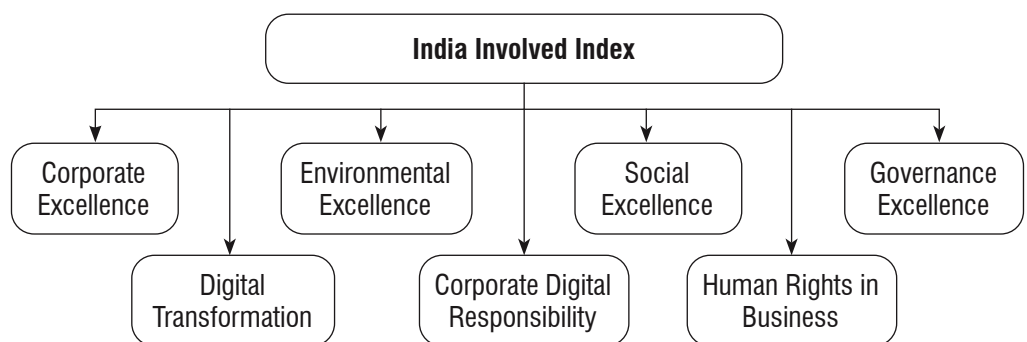 India Involved Index
Corporate
Excellence
Environmental
Excellence
Social
Excellence
Governance
Excellence
Digital
Transformation
Corporate Digital
Responsibility
Human Rights in
Business